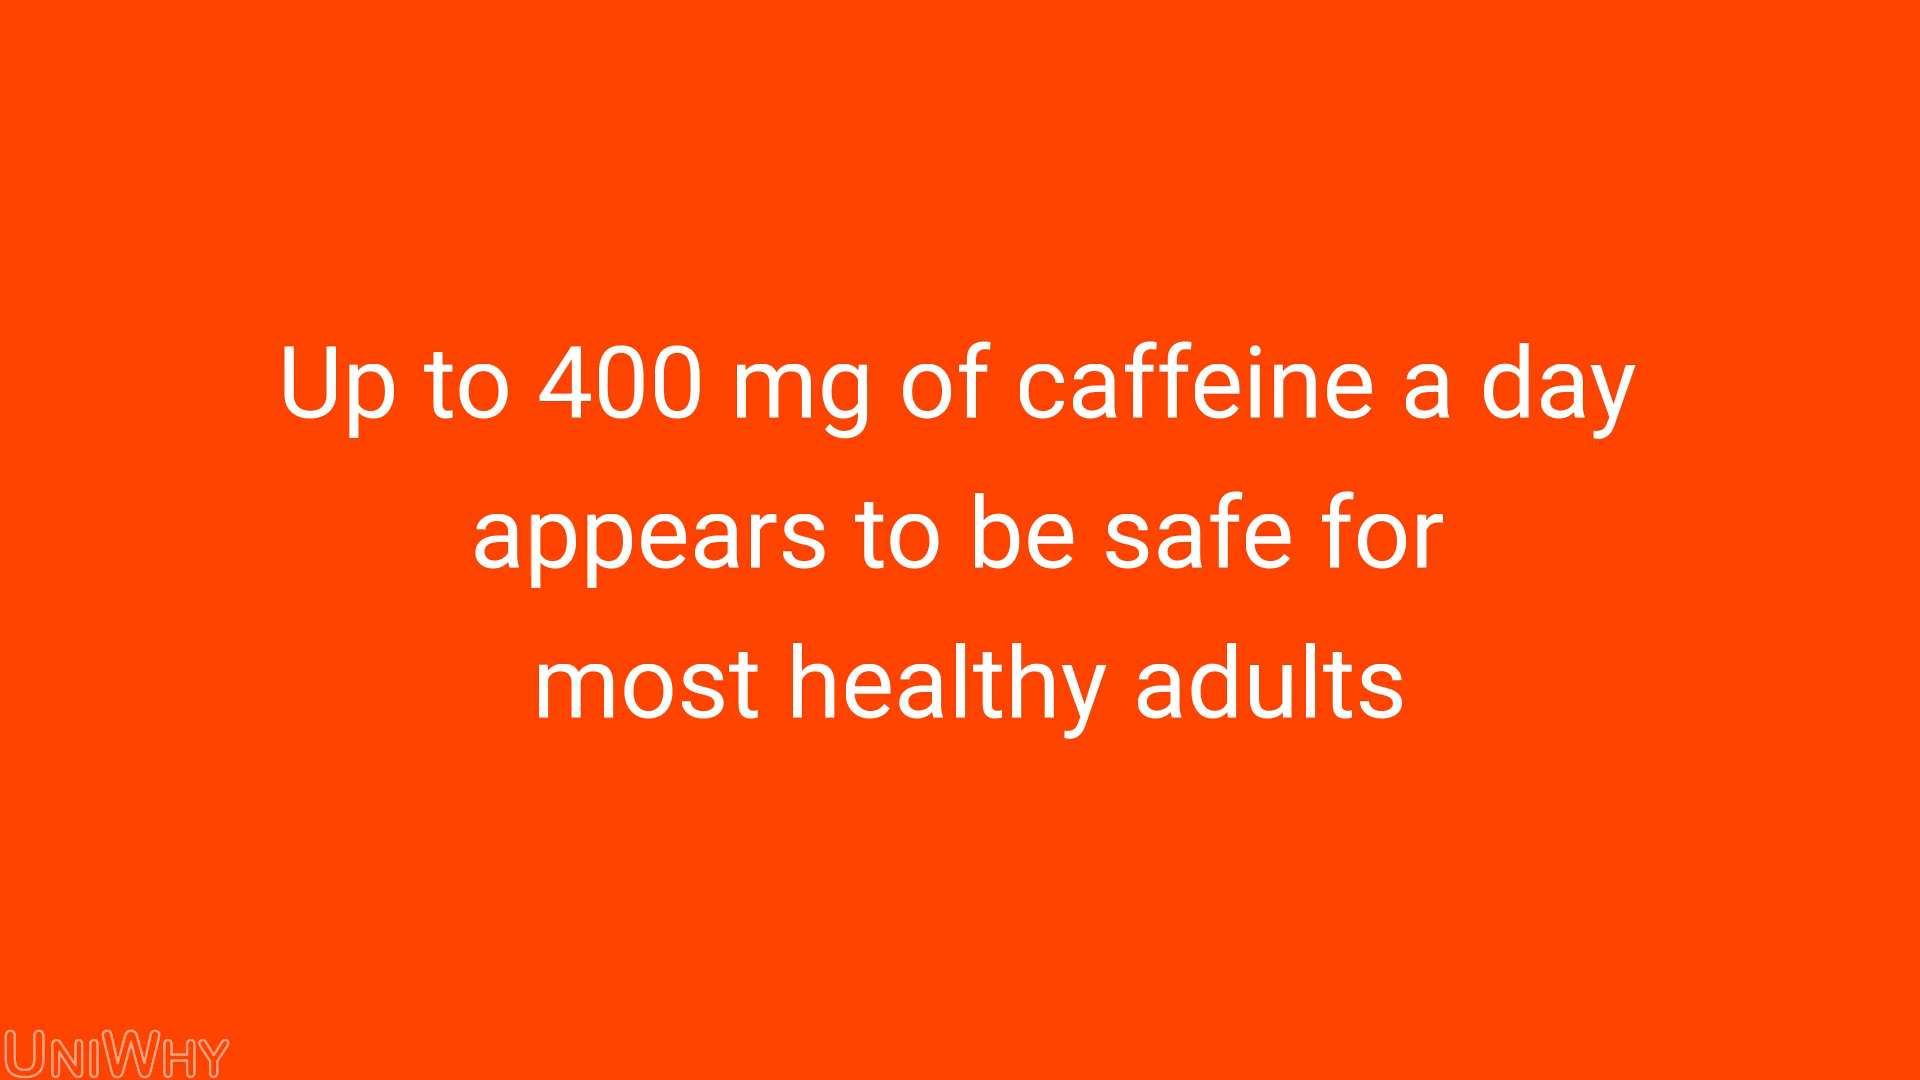 Up to 400 mg of caffeine a day
appears to be safe for
most healthy adults
UNIWHY